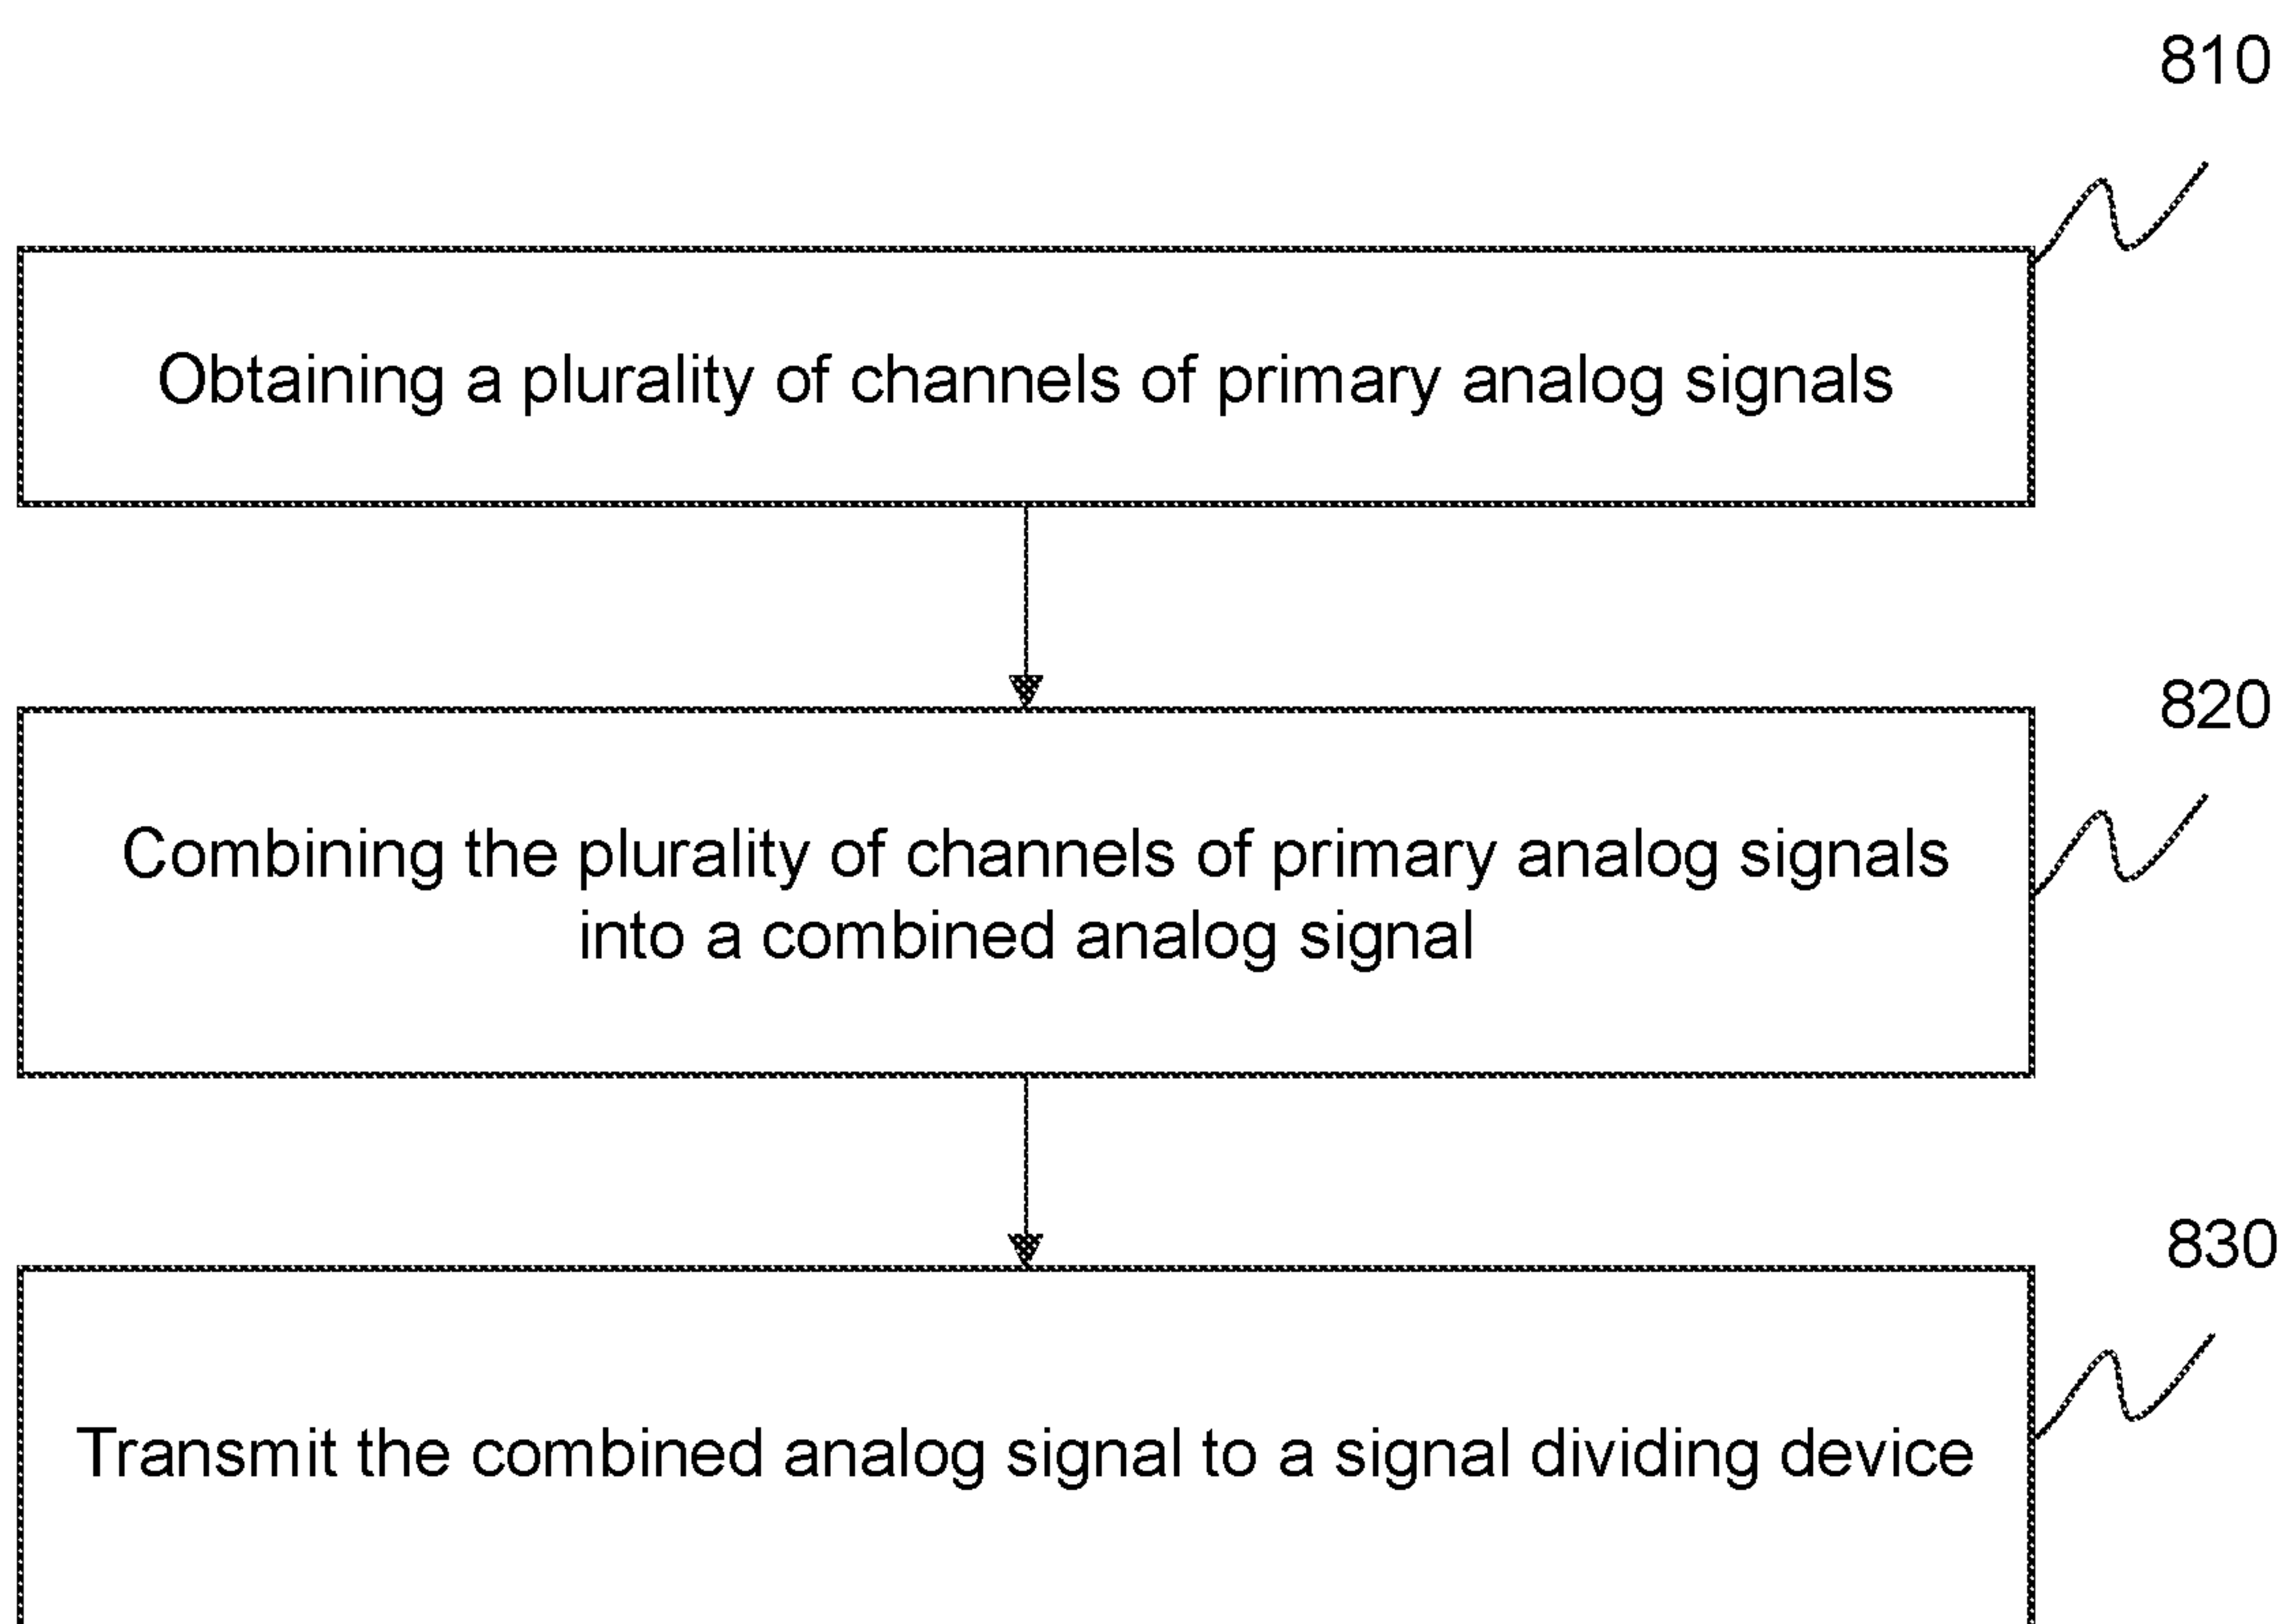 810
Obtaining a plurality of channels of primary analog signals
820
Combining the plurality of channels of primary analog signals
into a combined analog signal
830
Transmit the combined analog signal to a signal dividing device